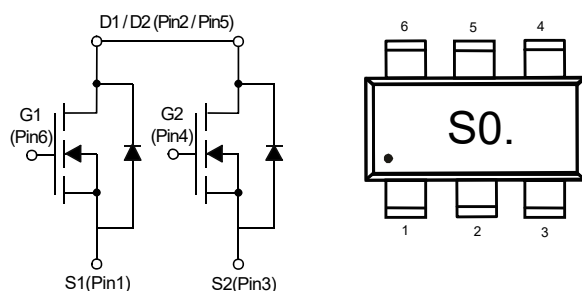 D1 / D2 (Pin2 / Pin5)
G1
(Pin6)
G2
(Pin4)
S1(Pin1)
S2(Pin3)
6 5 4
S0.
1 2 3